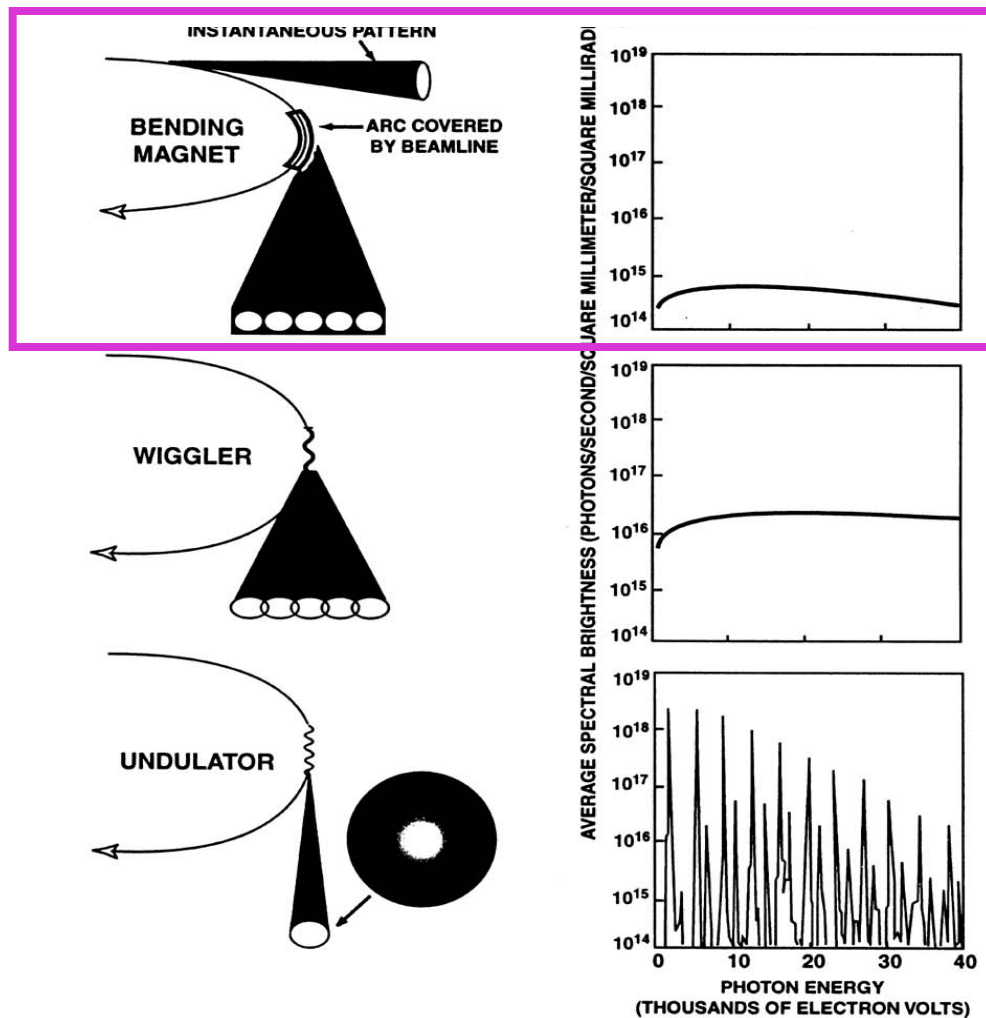 INSTANTANEOUS PATTERN
BENDING
MAGNET
ARC COVERED
BY BEAMLINE
WIGGLER
UNDULATOR
AVERAGE SPECTRAL BRIGHTNESS (PHOTONS/SECOND/SQUARE MILLIMETER/SQUARE MILLIRADI
10¹⁹
10¹⁸
10¹⁷
10¹⁶
10¹⁵
10¹⁴
10¹⁹
10¹⁸
10¹⁷
10¹⁶
10¹⁵
10¹⁴
10¹⁹
10¹⁸
10¹⁷
10¹⁶
10¹⁵
10¹⁴
0 10 20 30 40
PHOTON ENERGY
(THOUSANDS OF ELECTRON VOLTS)